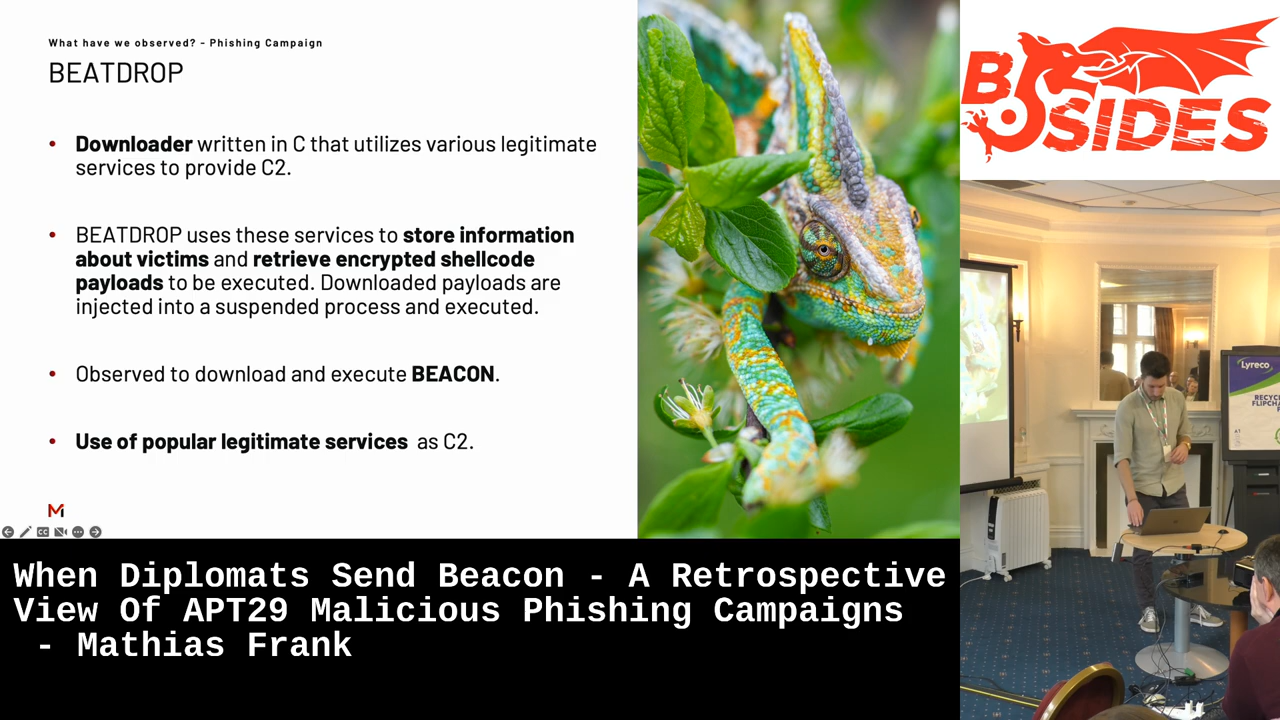 What have we observed? - Phishing Campaign
BEATDROP
• Downloader written in C that utilizes various legitimate
services to provide C2.
• BEATDROP uses these services to store information
about victims and retrieve encrypted shellcode
payloads to be executed. Downloaded payloads are
injected into a suspended process and executed.
• Observed to download and execute BEACON.
• Use of popular legitimate services as C2.
M
CC
When Diplomats Send Beacon - A Retrospective
View Of APT29 Malicious Phishing Campaigns
- Mathias Frank
BSIDES
Lyreco